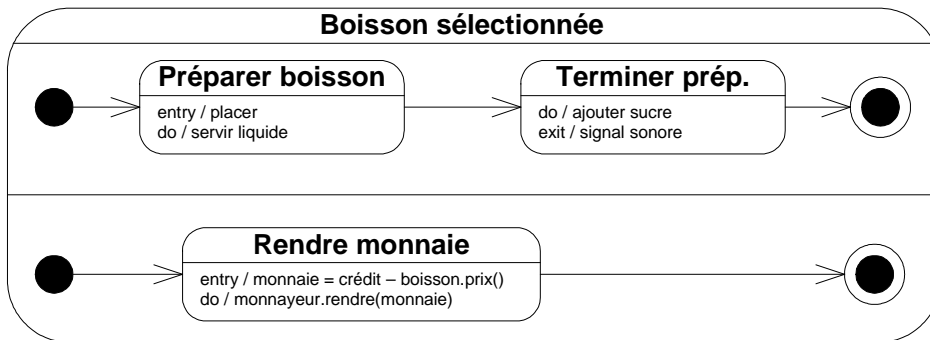 Boisson sélectionnée
Préparer boisson
entry / placer
do / servir liquide
Terminer prép.
do / ajouter sucre
exit / signal sonore
Rendre monnaie
entry / monnaie = crédit – boisson.prix()
do / monnayeur.rendre(monnaie)